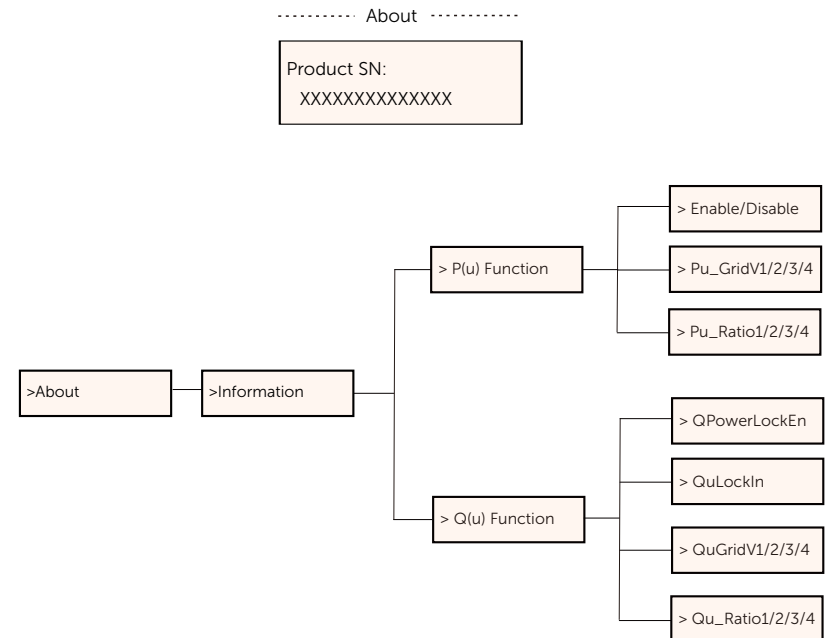 About
Product SN:
XXXXXXXXXXXXXX
> Enable/Disable
> P(u) Function
> Pu_GridV1/2/3/4
> Pu_Ratio1/2/3/4
>About
>Information
> QPowerLockEn
> QuLockIn
> Q(u) Function
> QuGridV1/2/3/4
> Qu_Ratio1/2/3/4